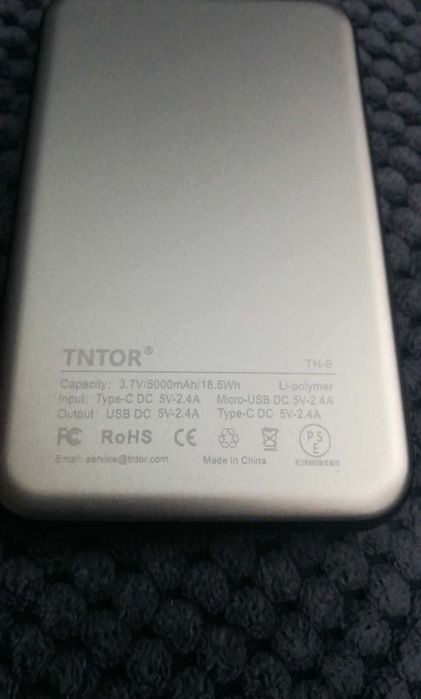 TNTOR®
TN-5
Capacity: 3.7V/5000mAh/18.5Wh Li-polymer
Input: Type-C DC 5V-2.4A Micro-USB DC 5V-2.4A
Output: USB DC 5V-2.4A Type-C DC 5V-2.4A
FC RoHS CE PSE
Email: service@tntor.com Made in China